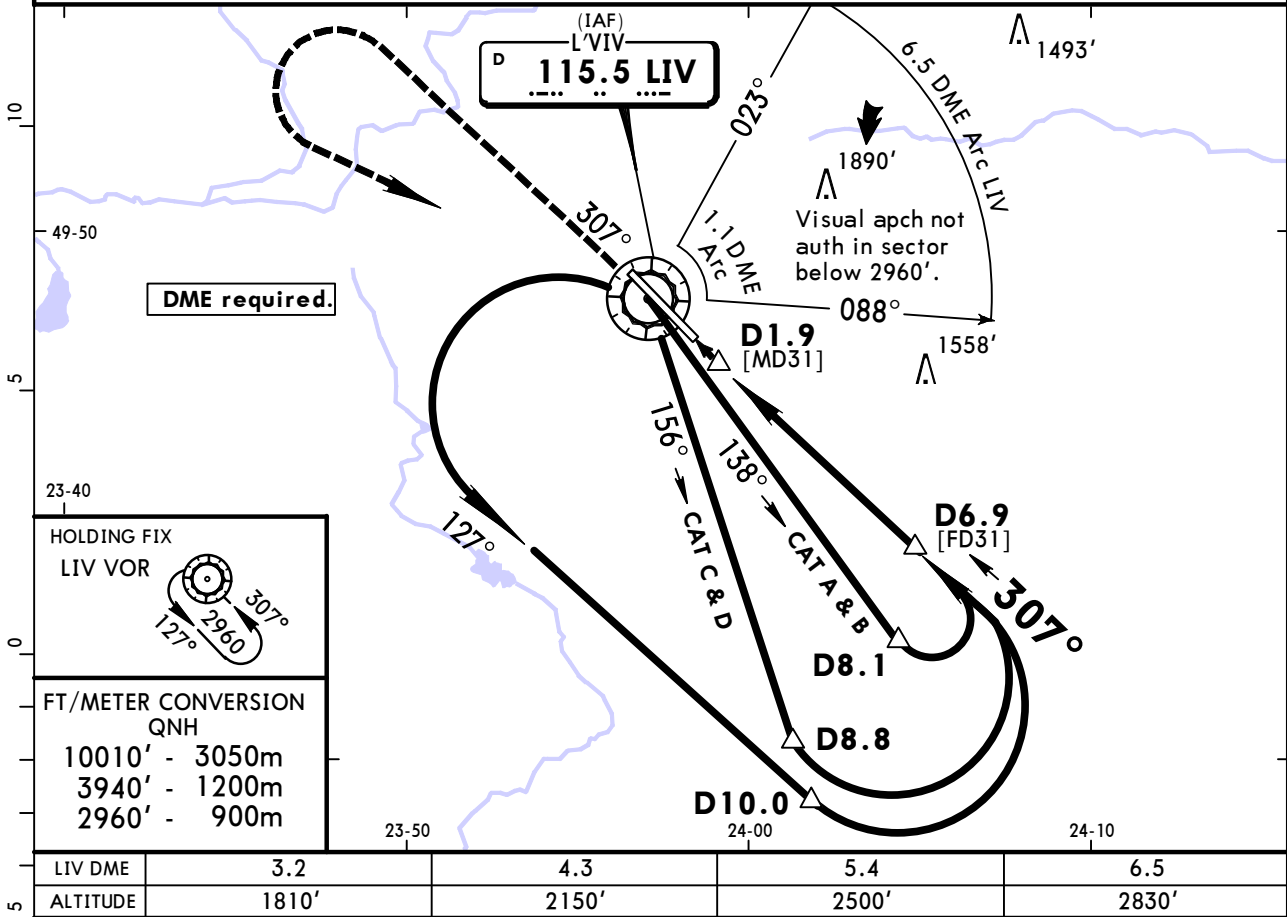 (IAF)
L'VIV
D 115.5 LIV
1493'
6.5 DME Arc LIV
023°
1890'
10
307°
1.1 DME
Arc
Visual apch not
auth in sector
below 2960'.
49-50
DME required.
088°
D1.9
[MD31]
1558'
5
156°
CAT C & D
138°
CAT A & B
23-40
127°
D6.9
[FD31]
307°
HOLDING FIX
LIV VOR
307°
2960
127°
0
D8.1
FT/METER CONVERSION
QNH
10010' - 3050m
3940' - 1200m
2960' - 900m
D8.8
D10.0
23-50
24-00
24-10
5
LIV DME 3.2 4.3 5.4 6.5
ALTITUDE 1810' 2150' 2500' 2830'